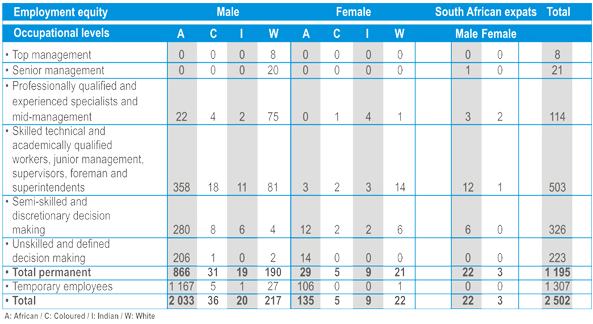 Employment equity Male Female South African expats Total
Occupational levels A C I W A C I W Male Female
• Top management 0 0 0 8 0 0 0 0 0 0 8
• Senior management 0 0 0 20 0 0 0 0 1 0 21
• Professionally qualified and
experienced specialists and
mid-management 22 4 2 75 0 1 4 1 3 2 114
• Skilled technical and
academically qualified
workers, junior management,
supervisors, foreman and
superintendents 358 18 11 81 3 2 3 14 12 1 503
• Semi-skilled and
discretionary decision
making 280 8 6 4 12 2 2 6 6 0 326
• Unskilled and defined
decision making 206 1 0 2 14 0 0 0 0 0 223
• Total permanent 866 31 19 190 29 5 9 21 22 3 1 195
• Temporary employees 1 167 5 1 27 106 0 0 1 0 0 1 307
• Total 2 033 36 20 217 135 5 9 22 22 3 2 502
A: African / C: Coloured / I: Indian / W: White